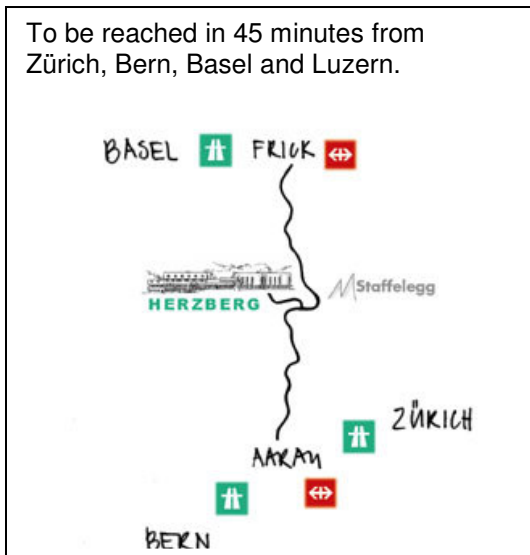 To be reached in 45 minutes from
Zürich, Bern, Basel and Luzern.
BASEL FRICK
HERZBERG
Staffelegg
ZÜRICH
AARAU
BERN